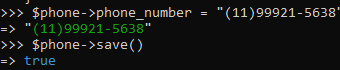 >>> $phone->phone_number = "(11)99921-5638"
=> "(11)99921-5638"
>>> $phone->save()
=> true